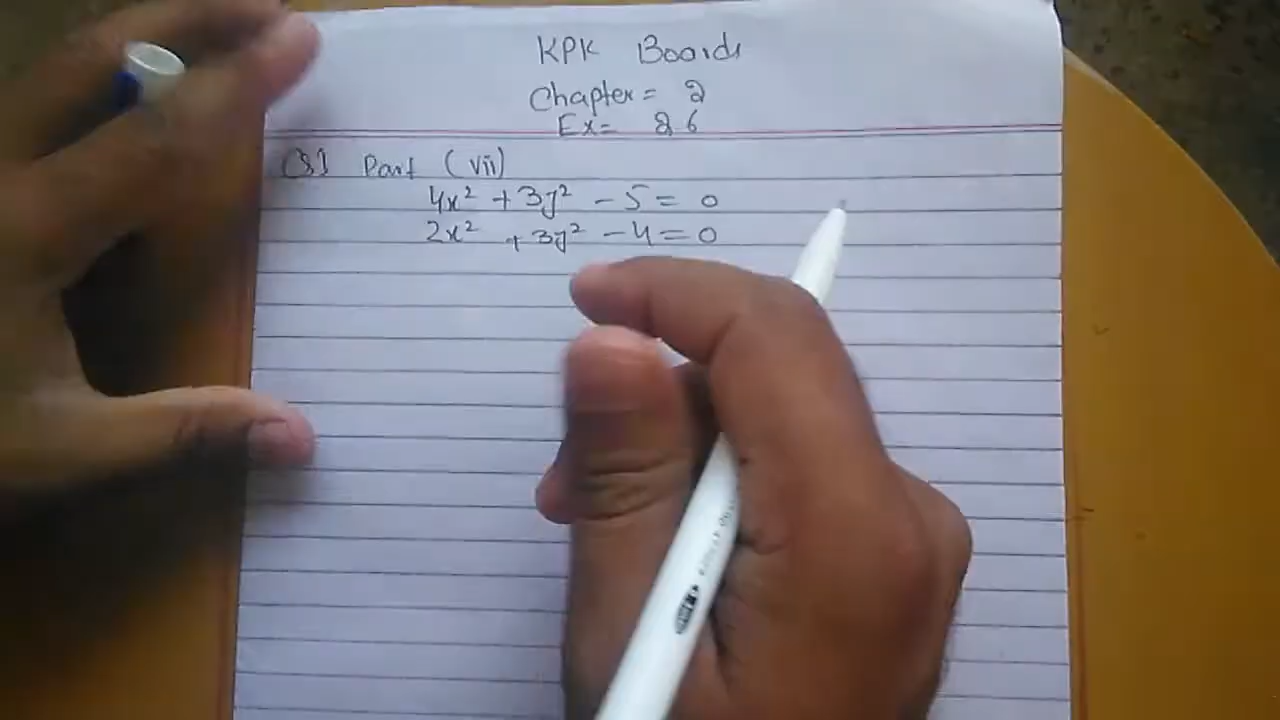 KPK Board
Chapter = 2
Ex = 2.6
Q1 Part (vii)
4x² + 3y² - 5 = 0
2x² + 3y² - 4 = 0